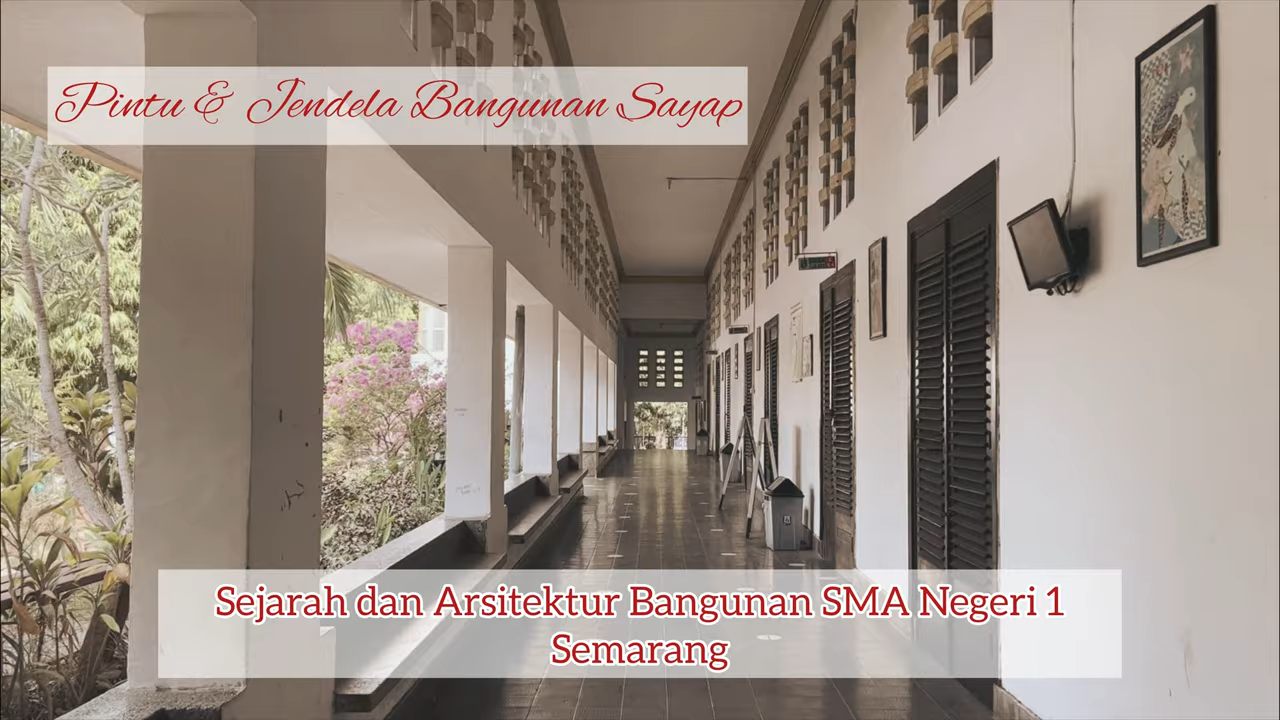 Pintu & Jendela Bangunan Sayap
Sejarah dan Arsitektur Bangunan SMA Negeri 1
Semarang